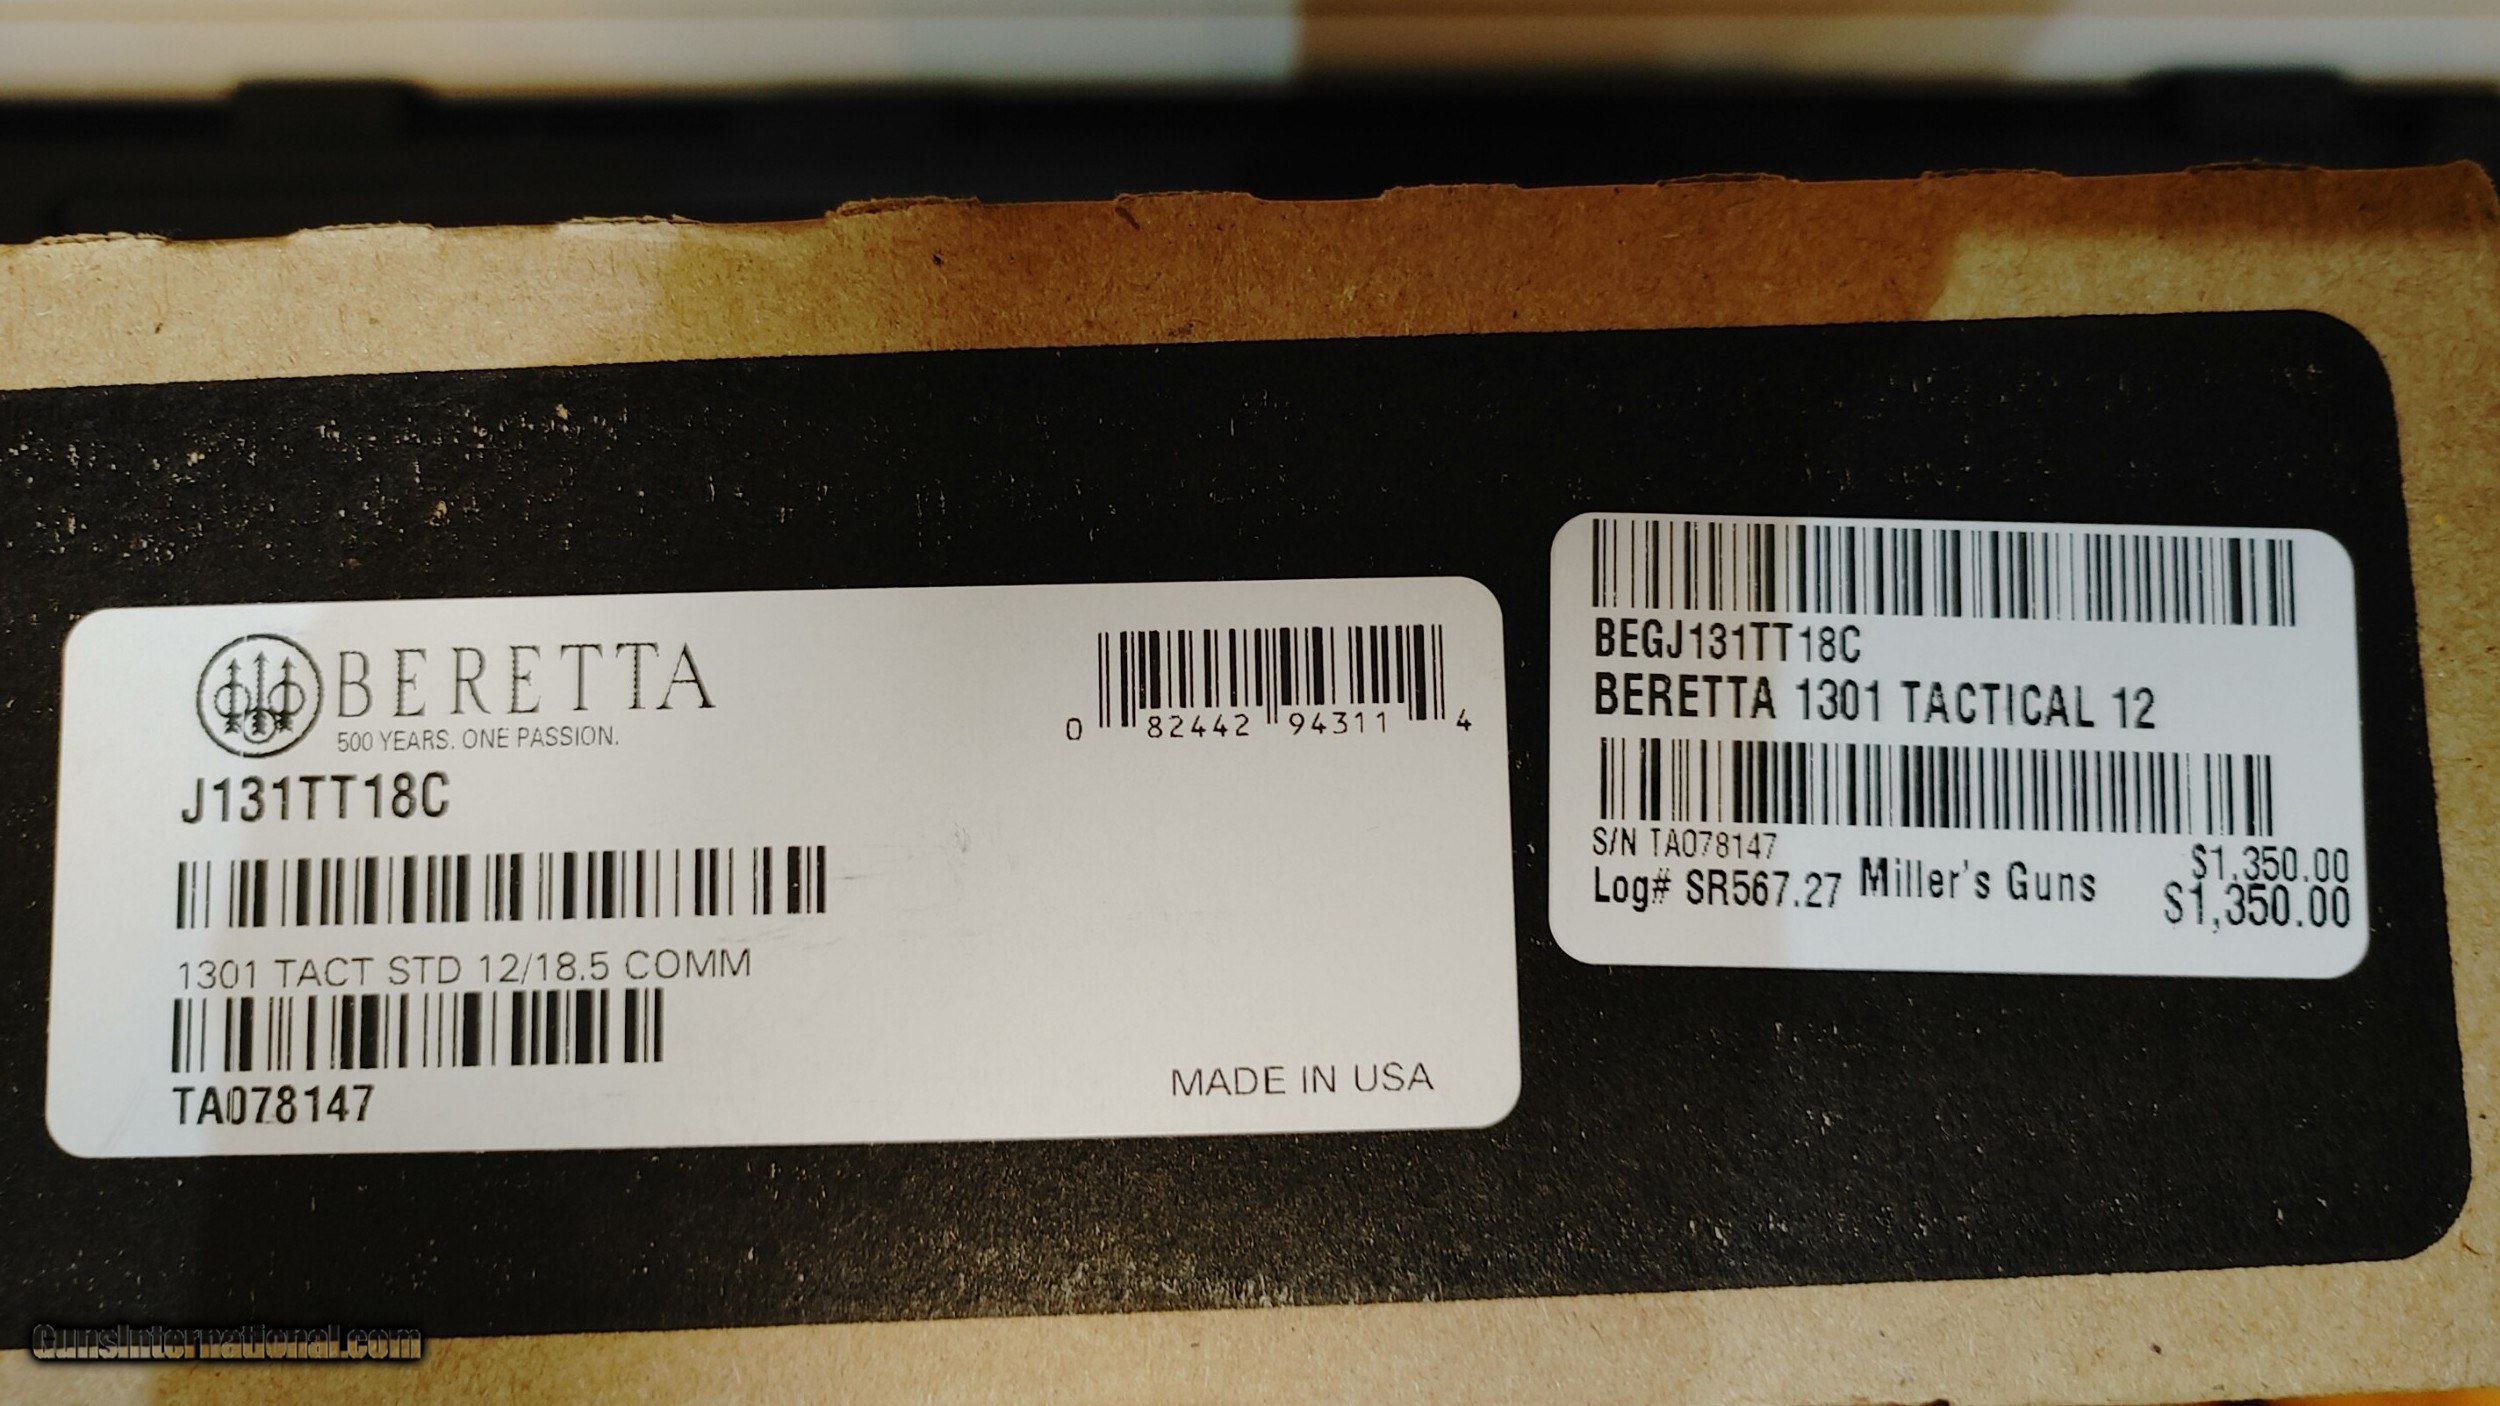 BERETTA
500 YEARS. ONE PASSION.
0 82442 94311 4
J131TT18C
1301 TACT STD 12/18.5 COMM
TA078147
MADE IN USA
BEGJ131TT18C
BERETTA 1301 TACTICAL 12
S/N TA078147
$1,350.00
Log# SR567.27 Miller's Guns $1,350.00
GunsInternational.com